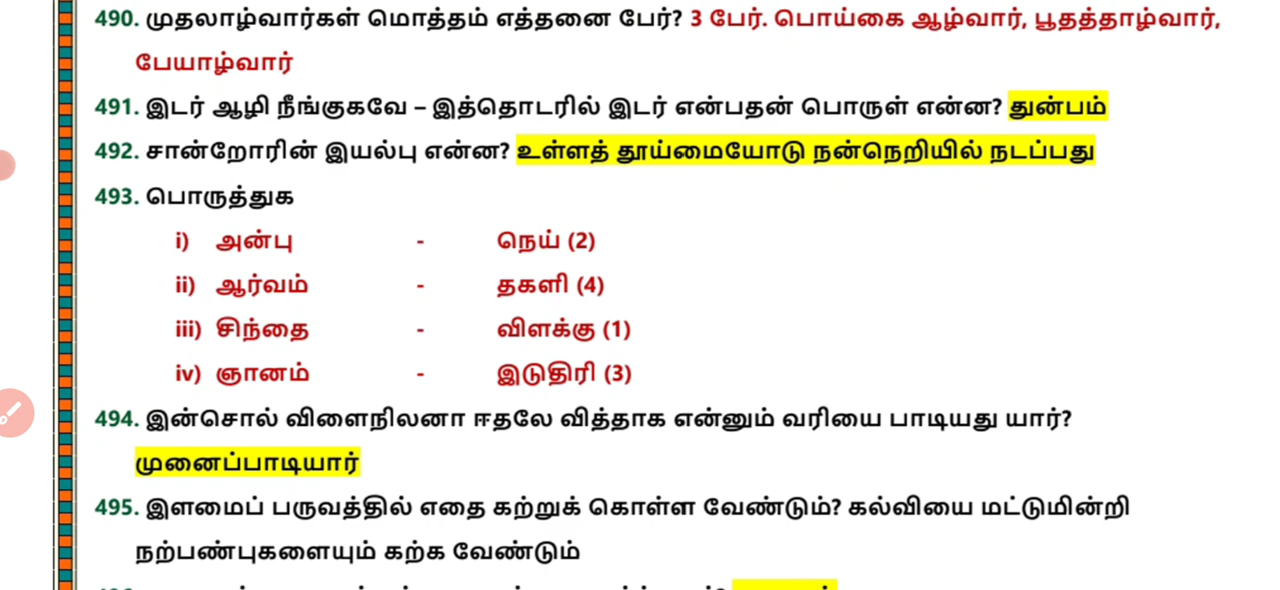 490. முதலாழ்வார்கள் மொத்தம் எத்தனை பேர்? 3 பேர். பொய்கை ஆழ்வார், பூதத்தாழ்வார்,
பேயாழ்வார்
491. இடர் ஆழி நீங்குகவே – இத்தொடரில் இடர் என்பதன் பொருள் என்ன? துன்பம்
492. சான்றோரின் இயல்பு என்ன? உள்ளத் தூய்மையோடு நன்நெறியில் நடப்பது
493. பொருத்துக
i) அன்பு - நெய் (2)
ii) ஆர்வம் - தகளி (4)
iii) சிந்தை - விளக்கு (1)
iv) ஞானம் - இடுதிரி (3)
494. இன்சொல் விளைநிலனா ஈதலே வித்தாக என்னும் வரியை பாடியது யார்?
முனைப்பாடியார்
495. இளமைப் பருவத்தில் எதை கற்றுக் கொள்ள வேண்டும்? கல்வியை மட்டுமின்றி
நற்பண்புகளையும் கற்க வேண்டும்